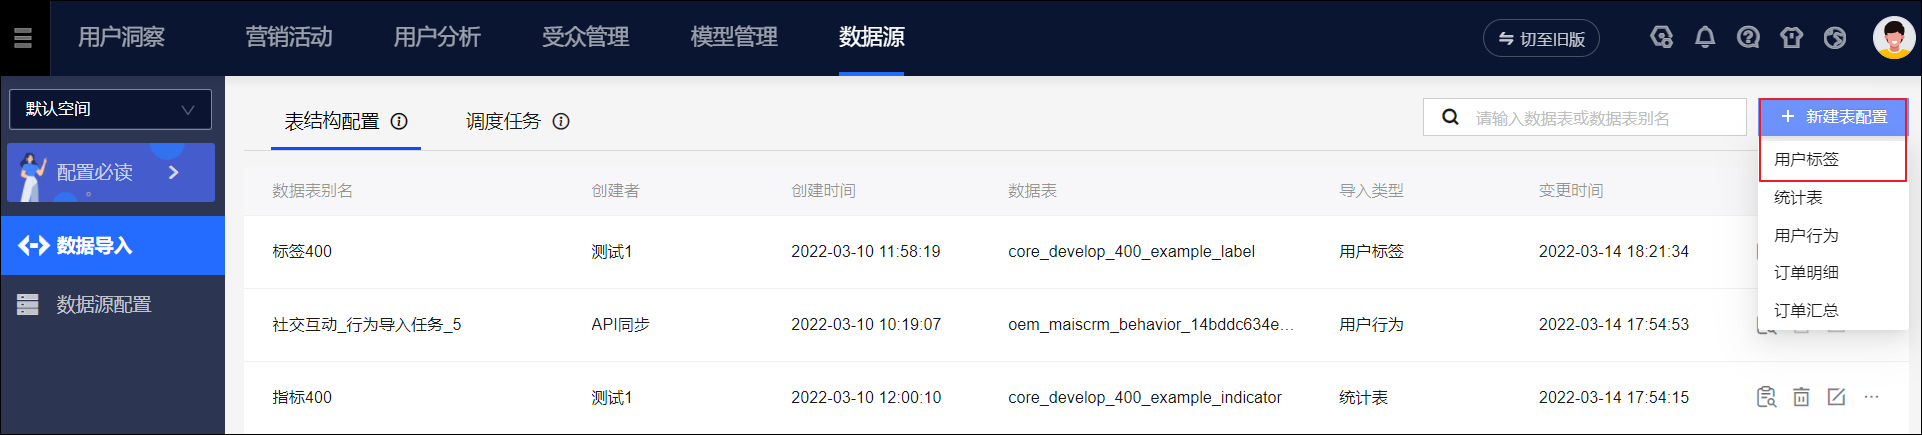 用户洞察 营销活动 用户分析 受众管理 模型管理 数据源 切至旧版
默认空间
配置必读
数据导入
数据源配置
表结构配置 调度任务 请输入数据表或数据表别名 + 新建表配置
用户标签
统计表
用户行为
订单明细
订单汇总
数据表别名 创建者 创建时间 数据表 导入类型 变更时间
标签400 测试1 2022-03-10 11:58:19 core_develop_400_example_label 用户标签 2022-03-14 18:21:34
社交互动_行为导入任务_5 API同步 2022-03-10 10:19:07 oem_maiscrm_behavior_14bddc634e... 用户行为 2022-03-14 17:54:53
指标400 测试1 2022-03-10 12:00:10 core_develop_400_example_indicator 统计表 2022-03-14 17:54:15